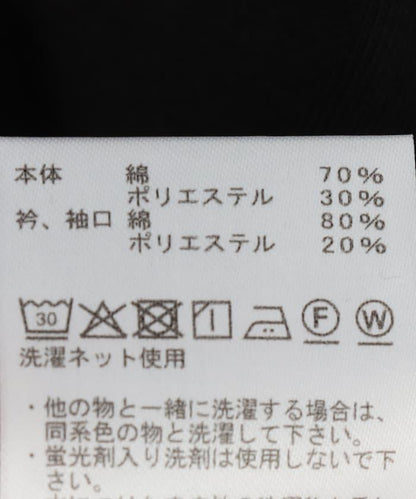 本体 綿 70%
ポリエステル 30%
衿、袖口 綿 80%
ポリエステル 20%
30 F W
洗濯ネット使用
・他の物と一緒に洗濯する場合は、
同系色の物と洗濯して下さい。
・蛍光剤入り洗剤は使用しないで下
さい。